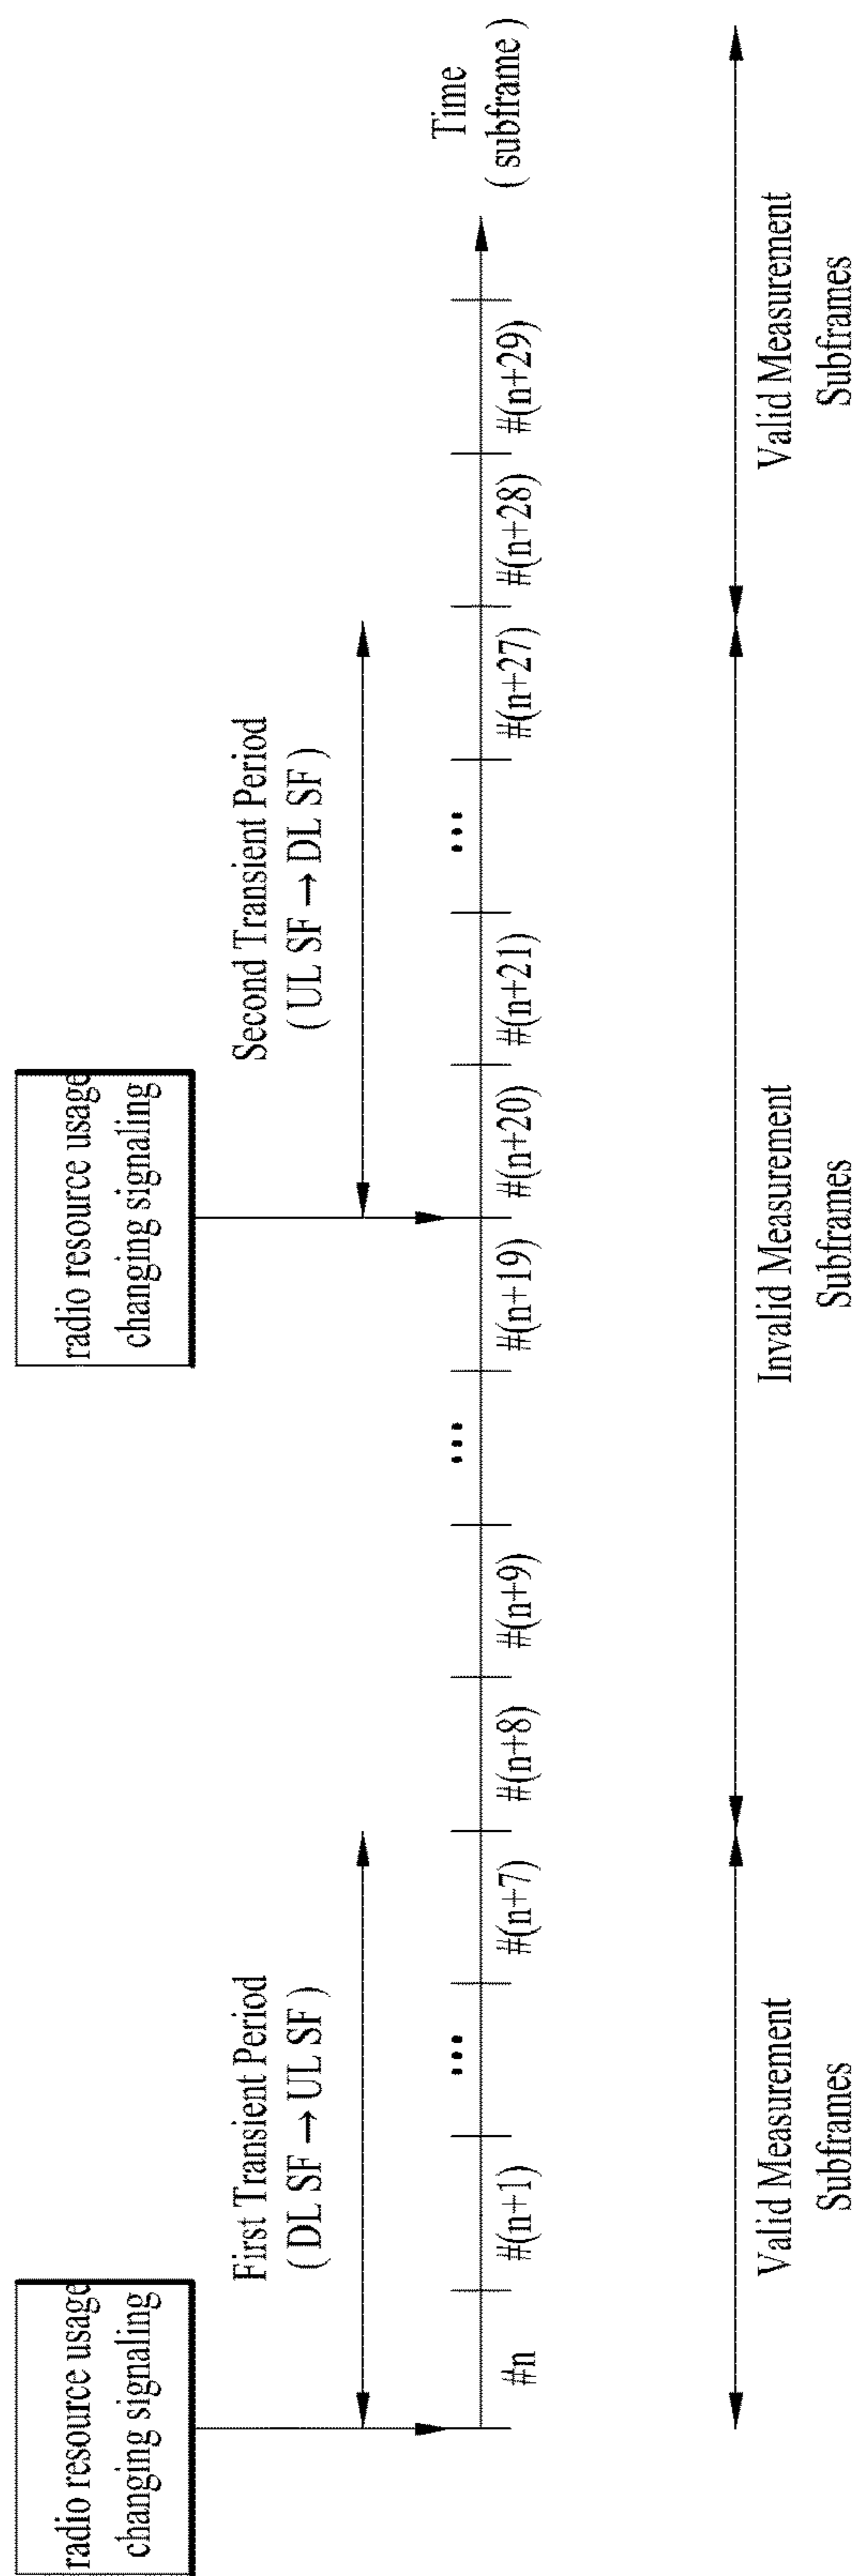 radio resource usage
changing signaling
radio resource usage
changing signaling
First Transient Period
( DL SF → UL SF )
Second Transient Period
( UL SF → DL SF )
Time
( subframe )
#n
#(n+1)
•••
#(n+7)
#(n+8)
#(n+9)
•••
#(n+19)
#(n+20)
#(n+21)
•••
#(n+27)
#(n+28)
#(n+29)
Valid Measurement
Subframes
Invalid Measurement
Subframes
Valid Measurement
Subframes